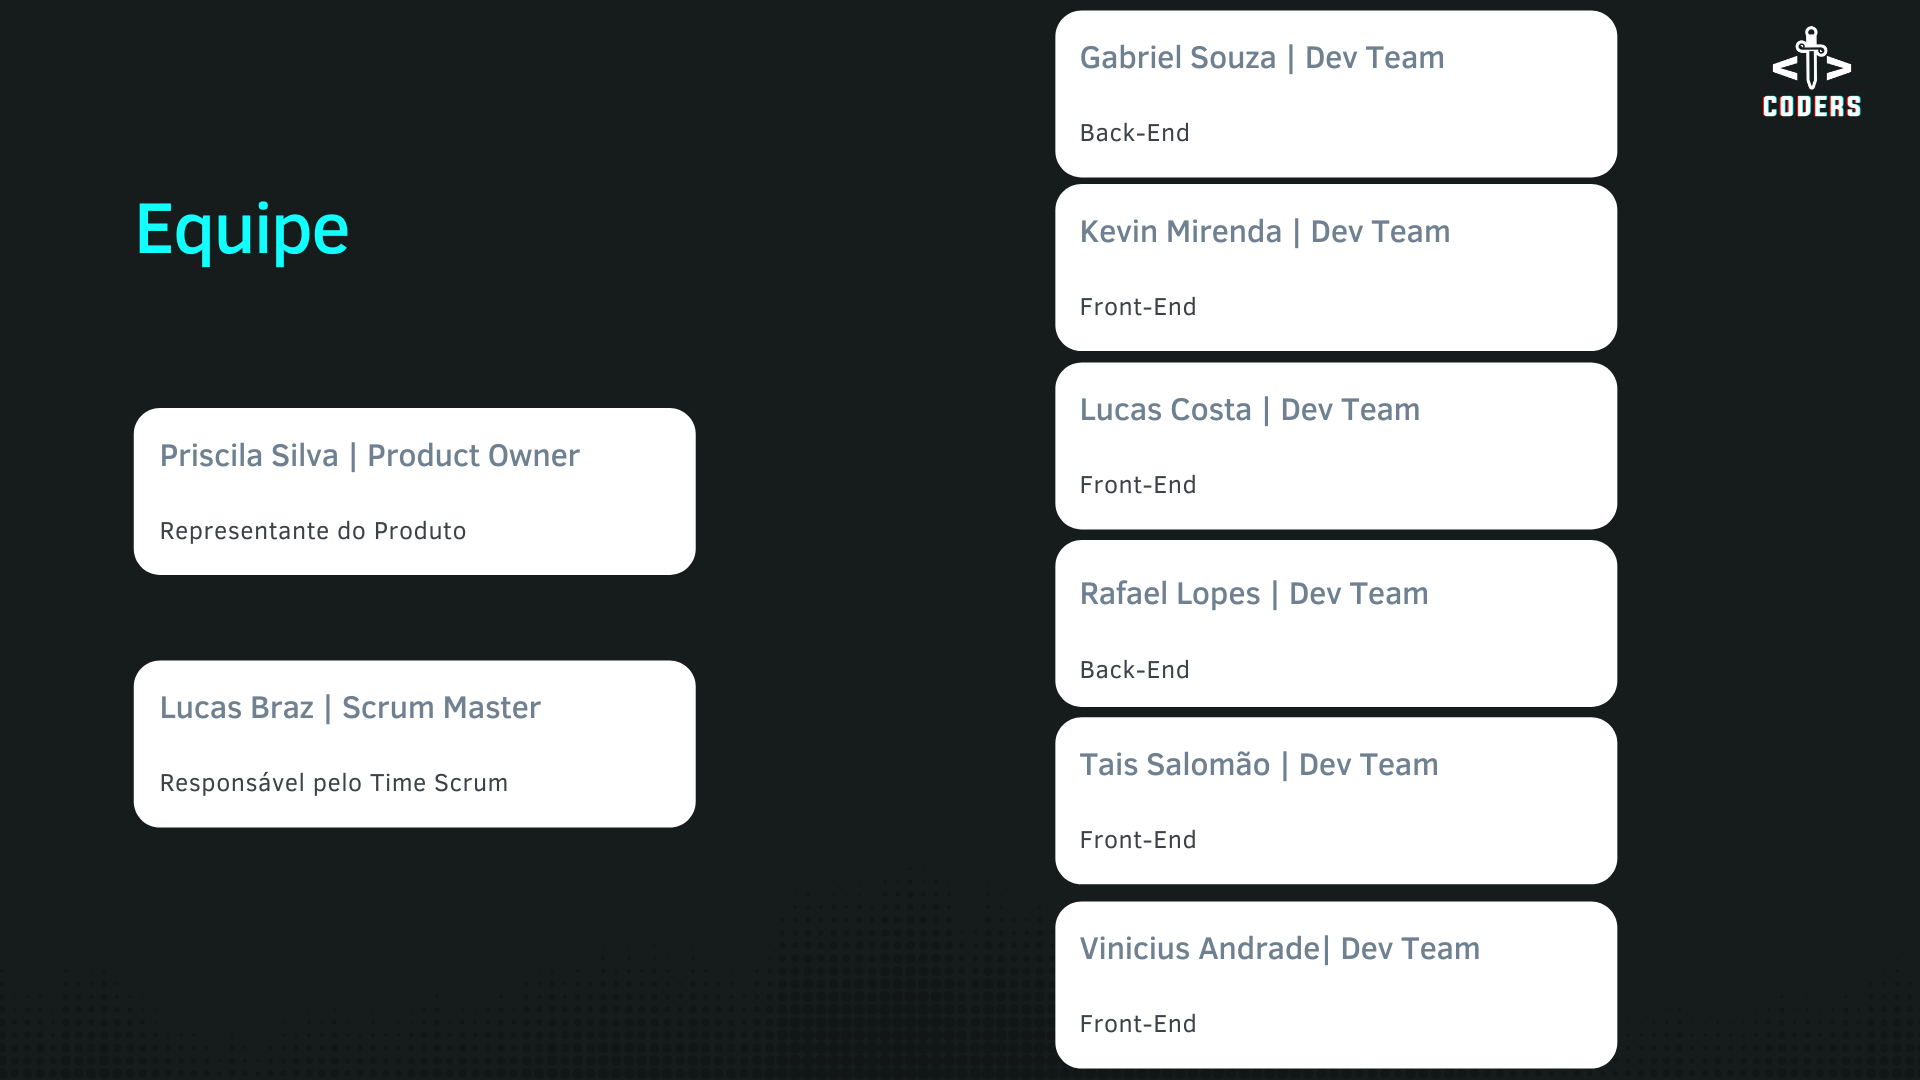 Equipe
Priscila Silva | Product Owner
Representante do Produto
Lucas Braz | Scrum Master
Responsável pelo Time Scrum
Gabriel Souza | Dev Team
Back-End
Kevin Mirenda | Dev Team
Front-End
Lucas Costa | Dev Team
Front-End
Rafael Lopes | Dev Team
Back-End
Tais Salomão | Dev Team
Front-End
Vinicius Andrade| Dev Team
Front-End
CODERS